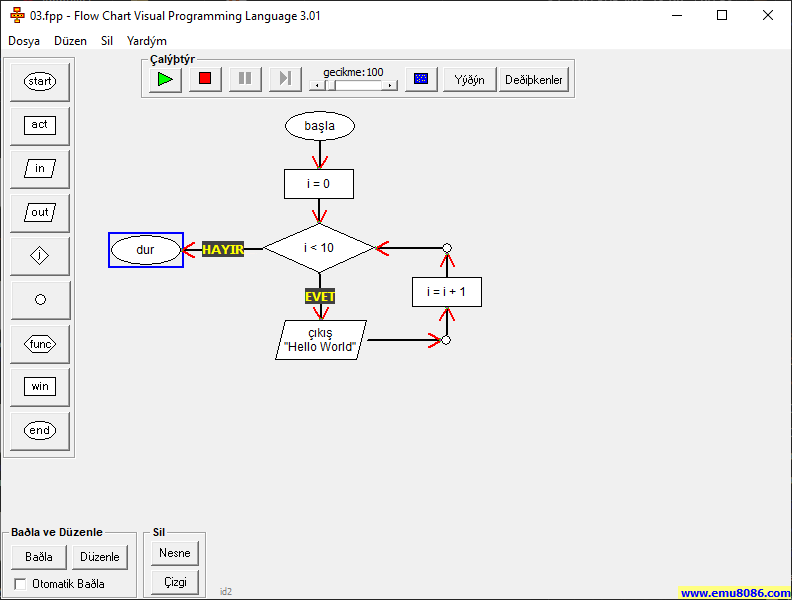 03.fpp - Flow Chart Visual Programming Language 3.01
Dosya Düzen Sil Yardým
Çalýþtýr
gecikme:100
Yýðýn
Deðiþkenler
start
act
in
out
i
func
win
end
başla
i = 0
i < 10
HAYIR
dur
EVET
çıkış
"Hello World"
i = i + 1
Baðla ve Düzenle
Baðla
Düzenle
Otomatik Baðla
Sil
Nesne
Çizgi
id2
www.emu8086.com